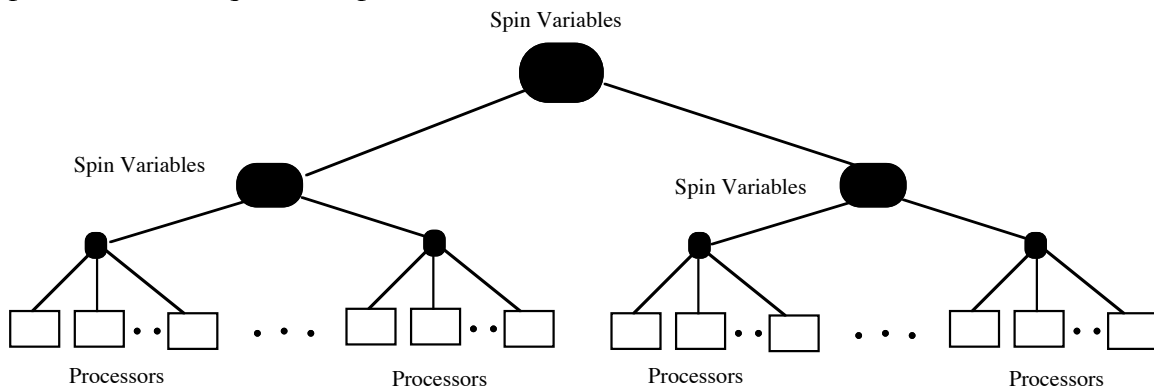 Spin Variables
Spin Variables
Spin Variables
Processors
Processors
Processors
Processors